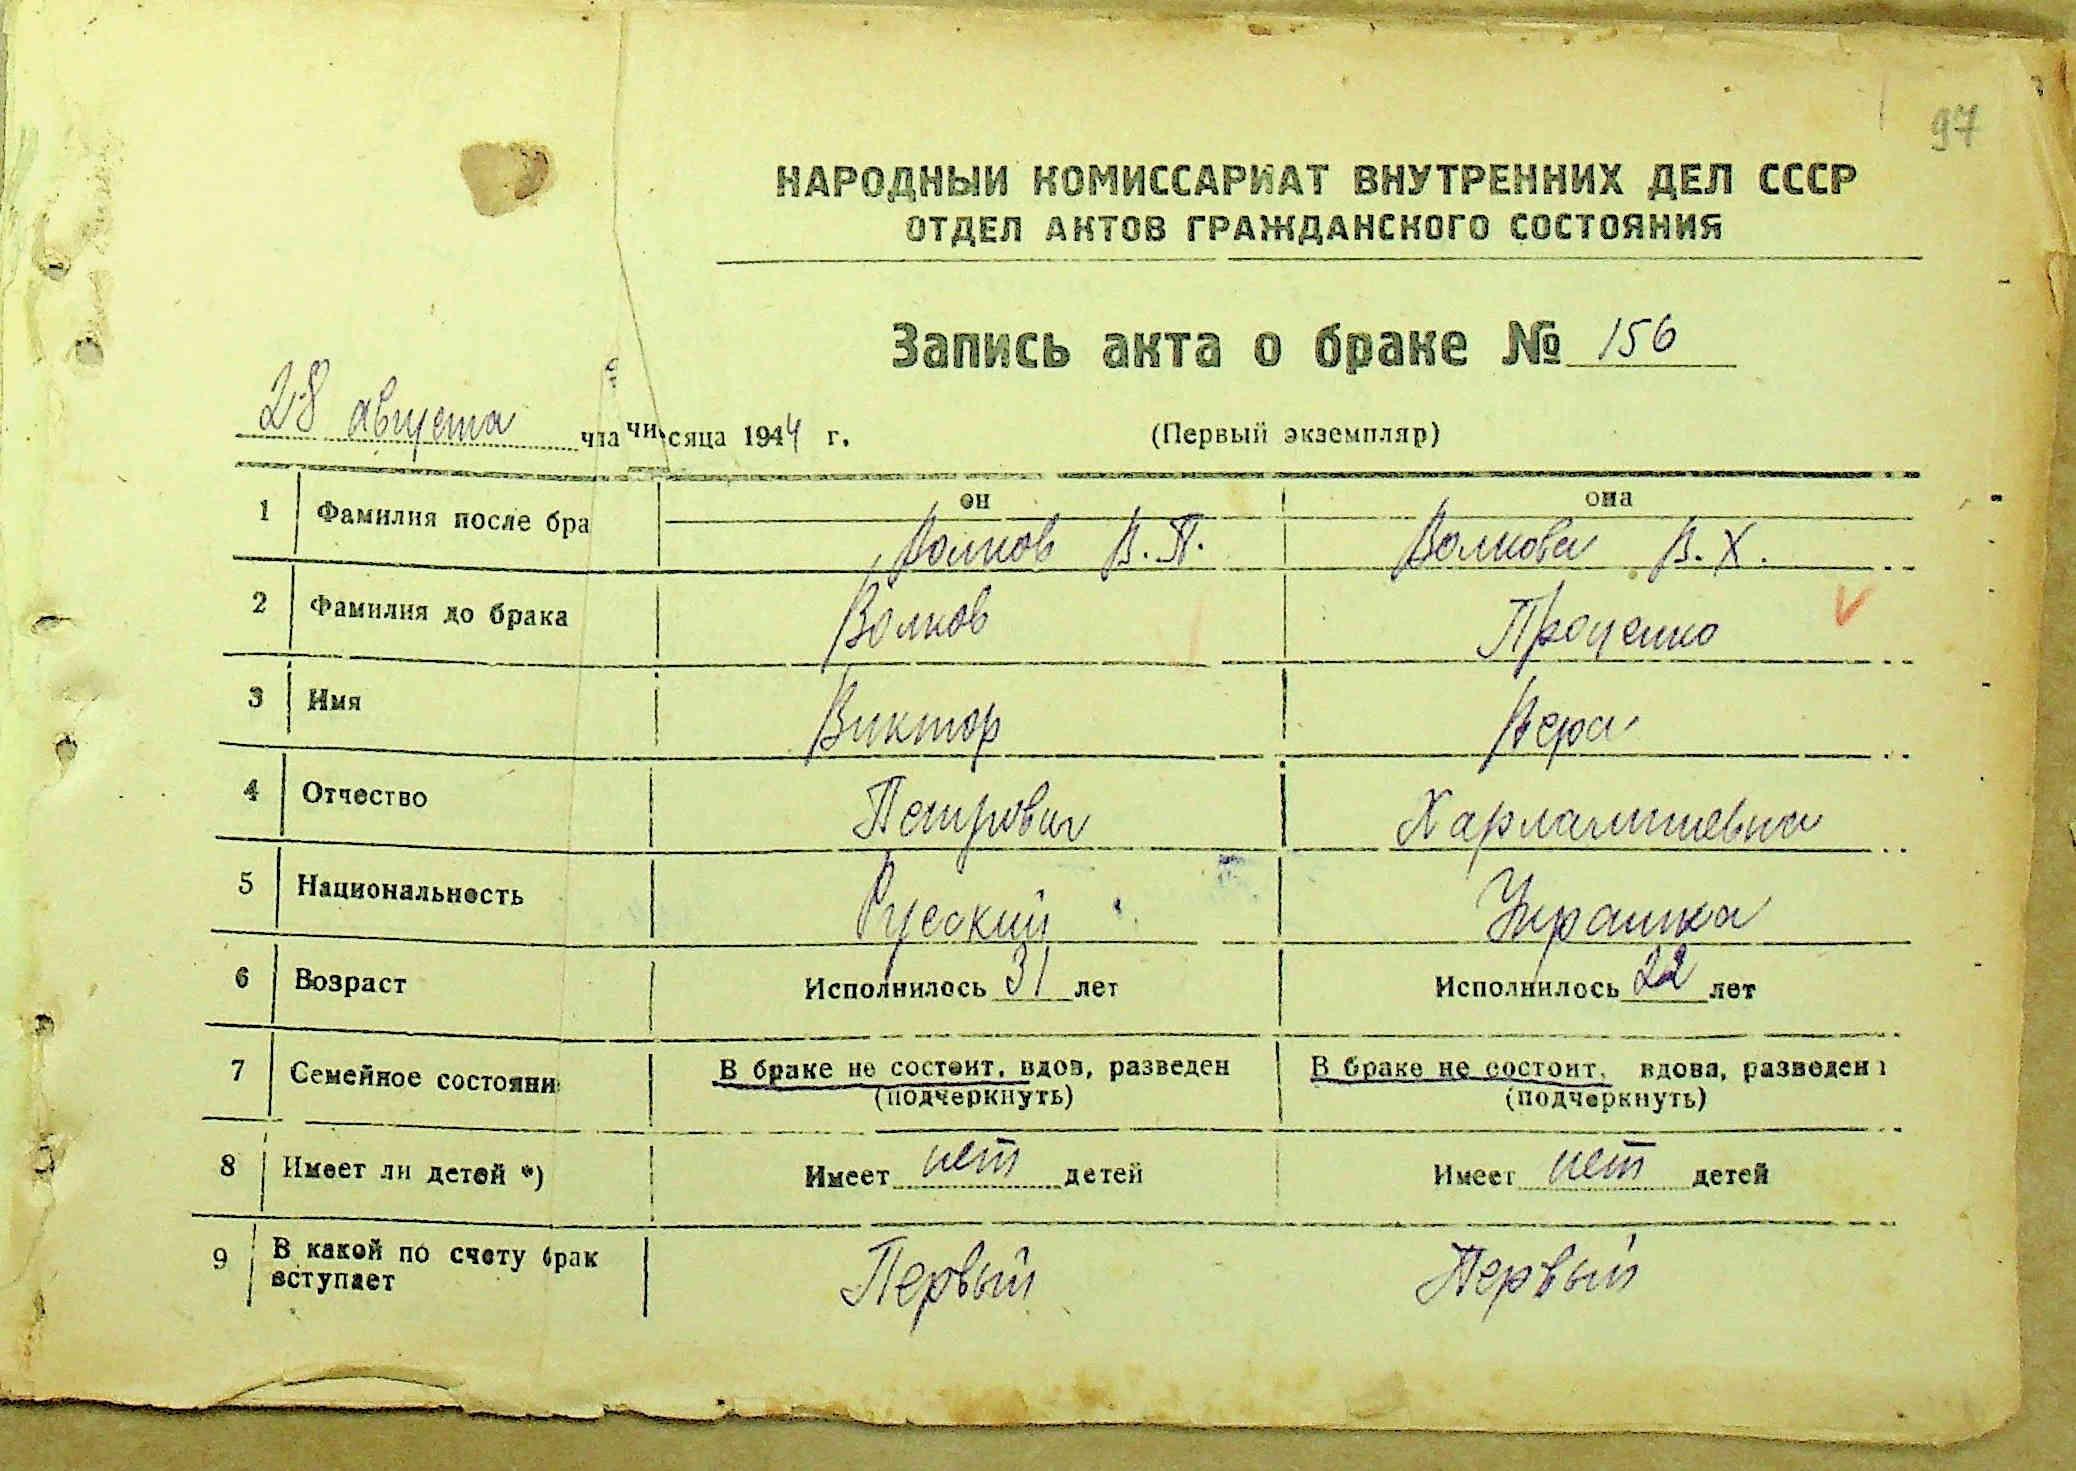 97
НАРОДНЫЙ КОМИССАРИАТ ВНУТРЕННИХ ДЕЛ СССР
ОТДЕЛ АКТОВ ГРАЖДАНСКОГО СОСТОЯНИЯ
Запись акта о браке № 156
28 августа чла чи сяца 1944 г. (Первый экземпляр)
он она
1 Фамилия после бра Волков В.П. Волкова В.Х.
2 Фамилия до брака Волков Проценко
3 Имя Виктор Вера
4 Отчество Петрович Харлампиевна
5 Национальность Русский Украинка
6 Возраст Исполнилось 31 лет Исполнилось 22 лет
7 Семейное состояни В браке не состоит, вдов, разведен В браке не состоит, вдова, разведен
(подчеркнуть) (подчеркнуть)
8 Имеет ли детей *) Имеет нет детей Имеет нет детей
9 В какой по счету брак Первый Первый
вступает